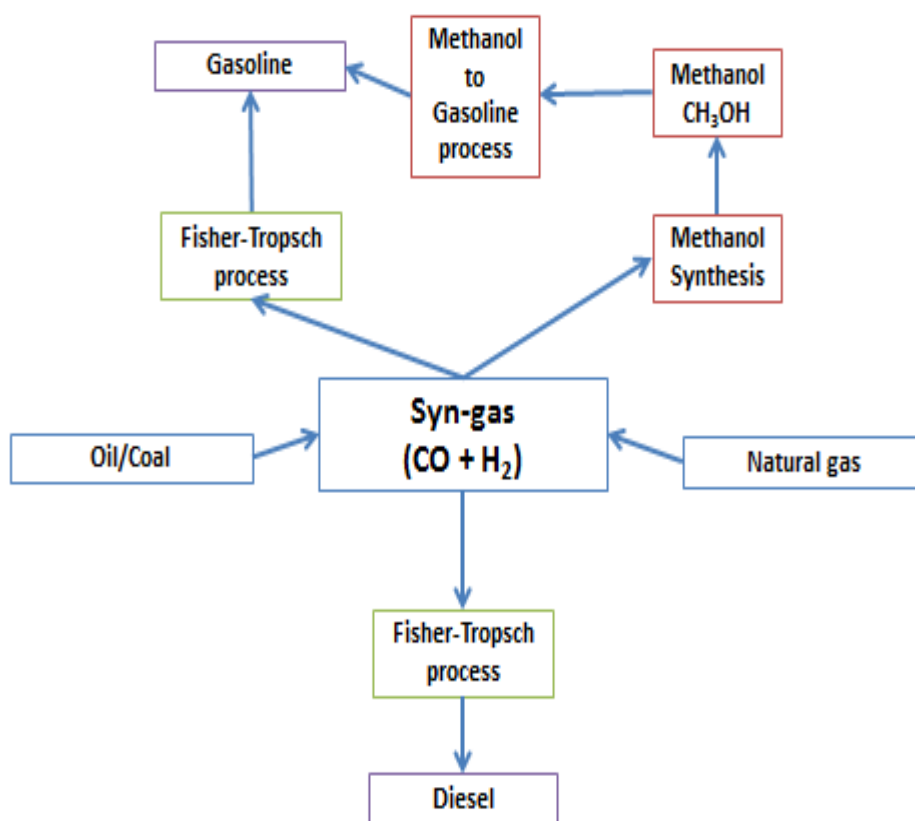 Gasoline
Methanol
to
Gasoline
process
Methanol
CH₃OH
Fisher-Tropsch
process
Methanol
Synthesis
Syn-gas
(CO + H₂)
Oil/Coal
Natural gas
Fisher-Tropsch
process
Diesel